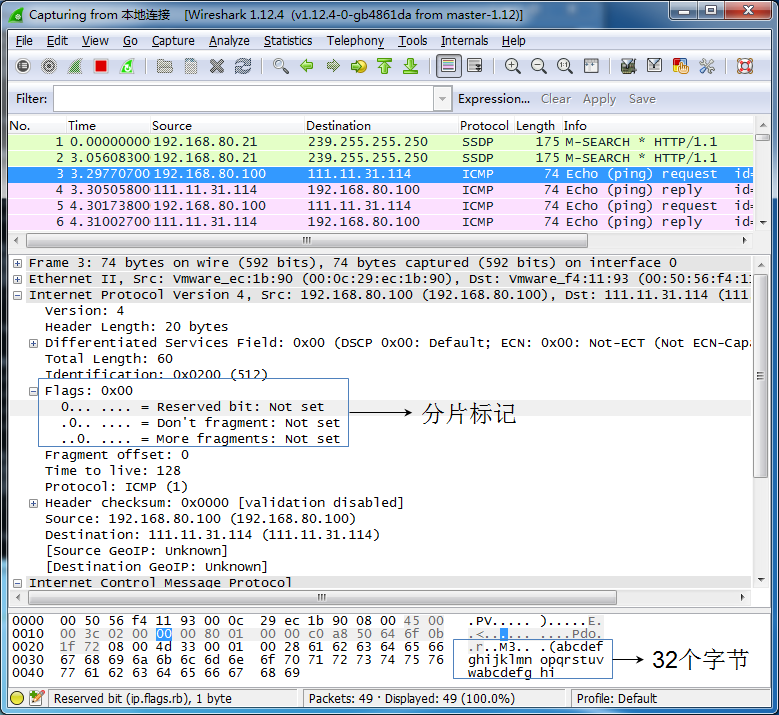 Capturing from 本地连接 [Wireshark 1.12.4 (v1.12.4-0-gb4861da from master-1.12)]
File Edit View Go Capture Analyze Statistics Telephony Tools Internals Help
Filter: Expression... Clear Apply Save
No. Time Source Destination Protocol Length Info
1 0.00000000 192.168.80.21 239.255.255.250 SSDP 175 M-SEARCH * HTTP/1.1
2 3.05608300 192.168.80.21 239.255.255.250 SSDP 175 M-SEARCH * HTTP/1.1
3 3.29770700 192.168.80.100 111.11.31.114 ICMP 74 Echo (ping) request id=
4 3.30505800 111.11.31.114 192.168.80.100 ICMP 74 Echo (ping) reply id=
5 4.30173800 192.168.80.100 111.11.31.114 ICMP 74 Echo (ping) request id=
6 4.31002700 111.11.31.114 192.168.80.100 ICMP 74 Echo (ping) reply id=
Frame 3: 74 bytes on wire (592 bits), 74 bytes captured (592 bits) on interface 0
Ethernet II, Src: Vmware_ec:1b:90 (00:0c:29:ec:1b:90), Dst: Vmware_f4:11:93 (00:50:56:f4:11
Internet Protocol Version 4, Src: 192.168.80.100 (192.168.80.100), Dst: 111.11.31.114 (111
Version: 4
Header Length: 20 bytes
Differentiated Services Field: 0x00 (DSCP 0x00: Default; ECN: 0x00: Not-ECT (Not ECN-Capa
Total Length: 60
Identification: 0x0200 (512)
Flags: 0x00
0... .... = Reserved bit: Not set
.0.. .... = Don't fragment: Not set
..0. .... = More fragments: Not set
分片标记
Fragment offset: 0
Time to live: 128
Protocol: ICMP (1)
Header checksum: 0x0000 [validation disabled]
Source: 192.168.80.100 (192.168.80.100)
Destination: 111.11.31.114 (111.11.31.114)
[Source GeoIP: Unknown]
[Destination GeoIP: Unknown]
Internet Control Message Protocol
0000 00 50 56 f4 11 93 00 0c 29 ec 1b 90 08 00 45 00 .PV..... ).....E.
0010 00 3c 02 00 00 00 80 01 00 00 c0 a8 50 64 6f 0b .<...... ....Pdo.
0020 1f 72 08 00 4d 33 00 01 00 28 61 62 63 64 65 66 .r..M3.. .(abcdef
0030 67 68 69 6a 6b 6c 6d 6e 6f 70 71 72 73 74 75 76 ghijklmn opqrstuv
0040 77 61 62 63 64 65 66 67 68 69 wabcdefg hi
32个字节
Reserved bit (ip.flags.rb), 1 byte Packets: 49 · Displayed: 49 (100.0%) Profile: Default